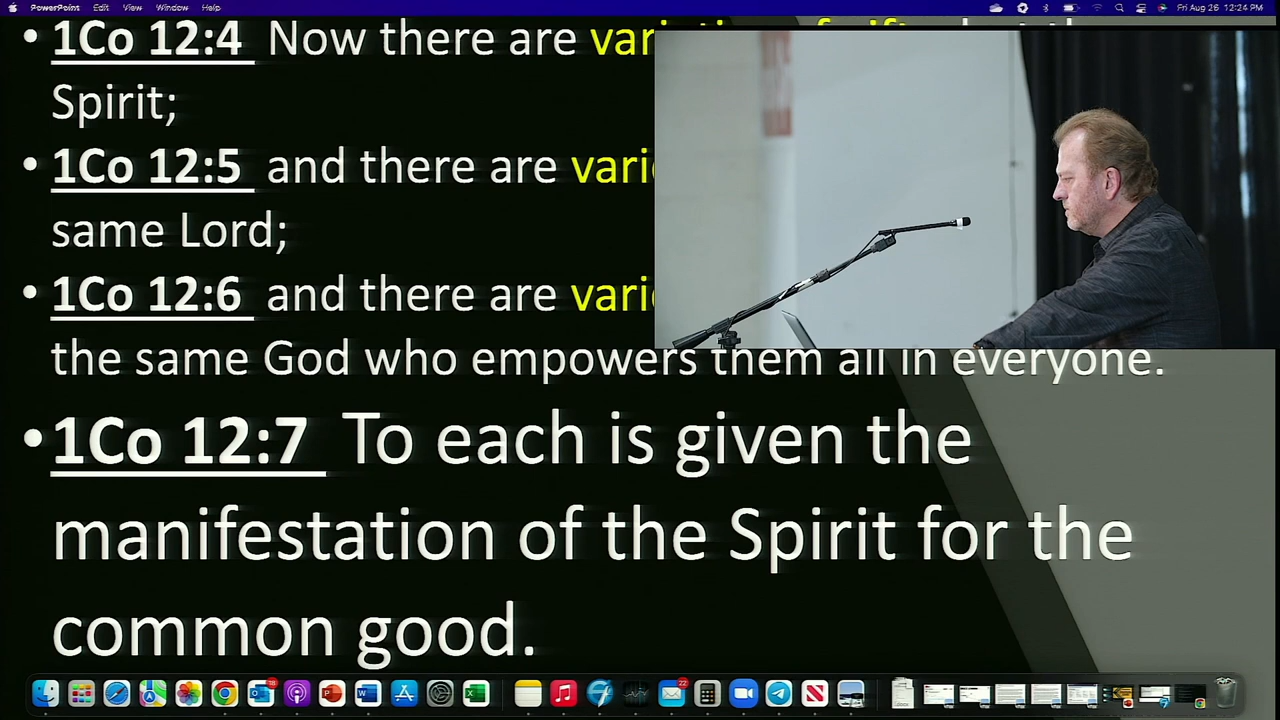 PowerPoint Edit View Window Help Fri Aug 26 12:24 PM
• 1Co 12:4 Now there are
Spirit;
• 1Co 12:5 and there are
same Lord;
• 1Co 12:6 and there are
the same God who empowers them all in everyone.
• 1Co 12:7 To each is given the
manifestation of the Spirit for the
common good.